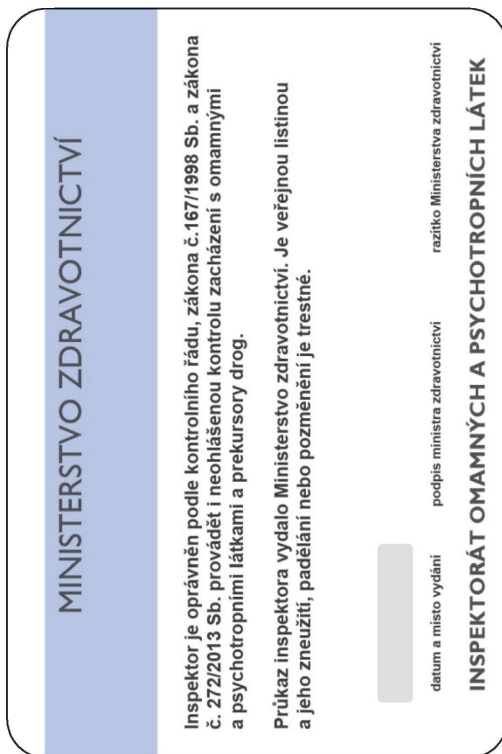 MINISTERSTVO ZDRAVOTNICTVÍ
Inspektor je oprávněn podle kontrolního řádu, zákona č.167/1998 Sb. a zákona
č. 272/2013 Sb. provádět i neohlášenou kontrolu zacházení s omamnými
a psychotropními látkami a prekursory drog.
Průkaz inspektora vydalo Ministerstvo zdravotnictví. Je veřejnou listinou
a jeho zneužití, padělání nebo pozměnění je trestné.
datum a místo vydání podpis ministra zdravotnictví razítko Ministerstva zdravotnictví
INSPEKTORÁT OMAMNÝCH A PSYCHOTROPNÍCH LÁTEK